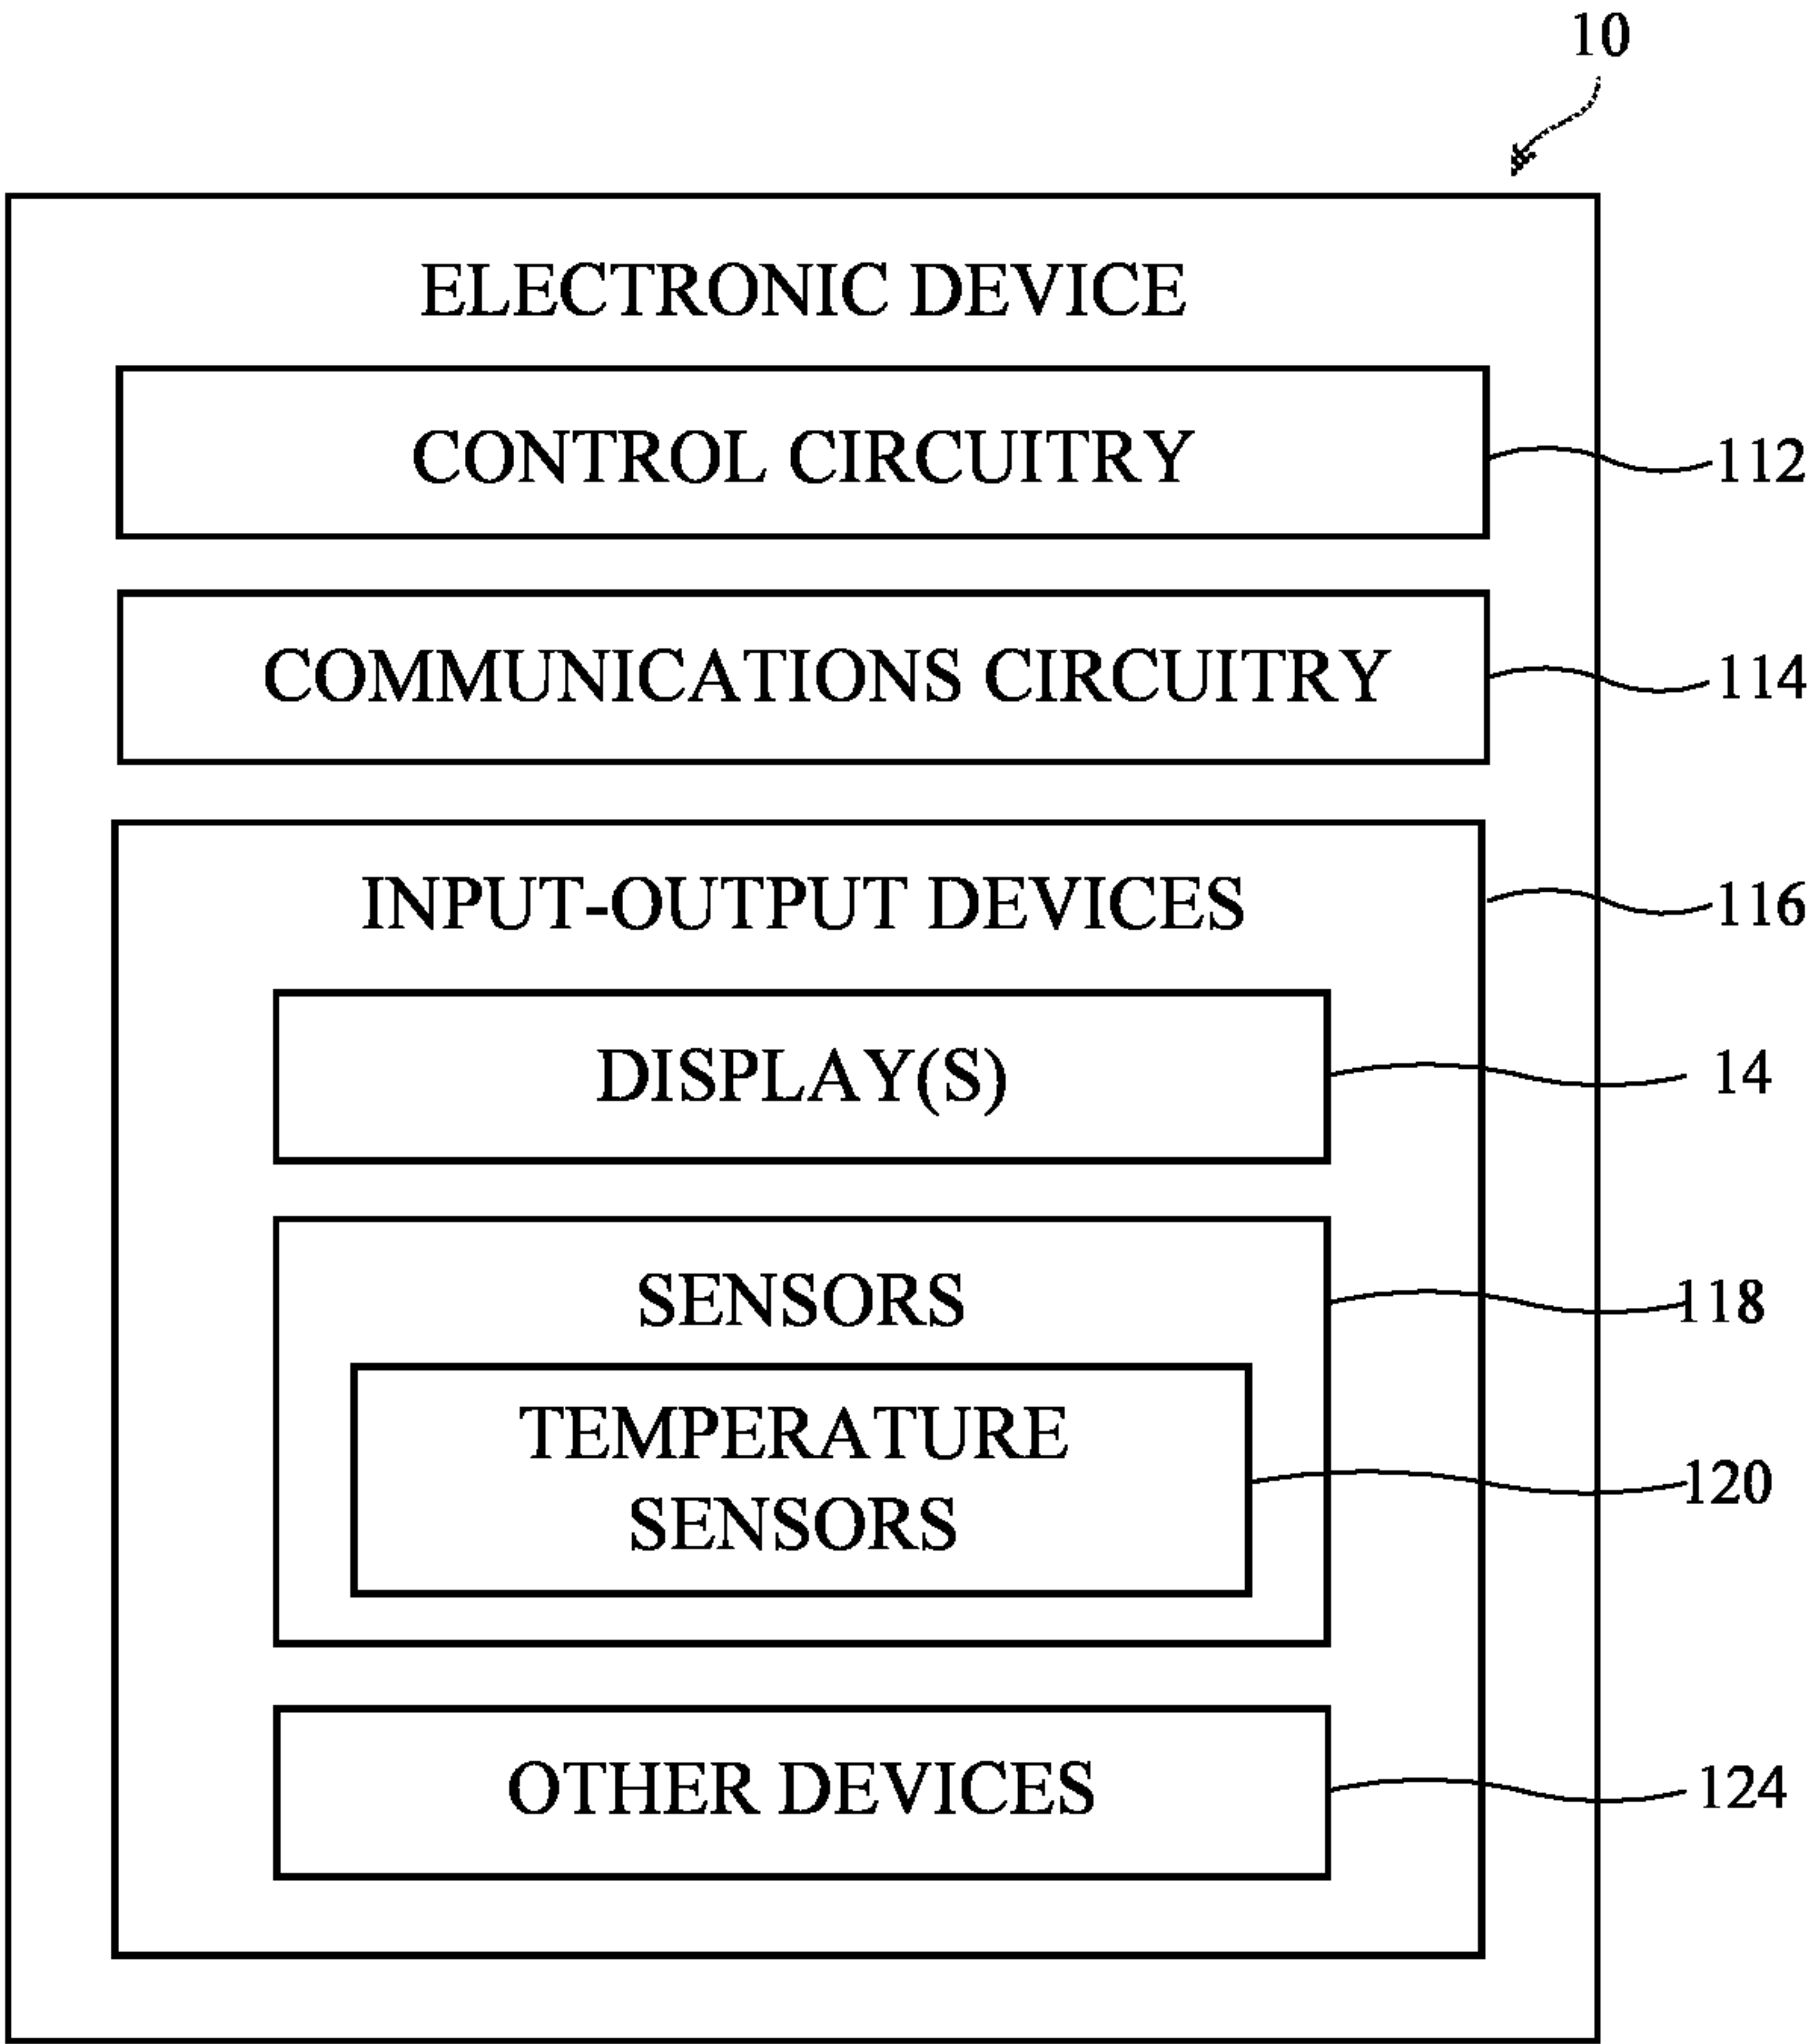 10
ELECTRONIC DEVICE
CONTROL CIRCUITRY
112
COMMUNICATIONS CIRCUITRY
114
INPUT-OUTPUT DEVICES
116
DISPLAY(S)
14
SENSORS
118
TEMPERATURE
SENSORS
120
OTHER DEVICES
124